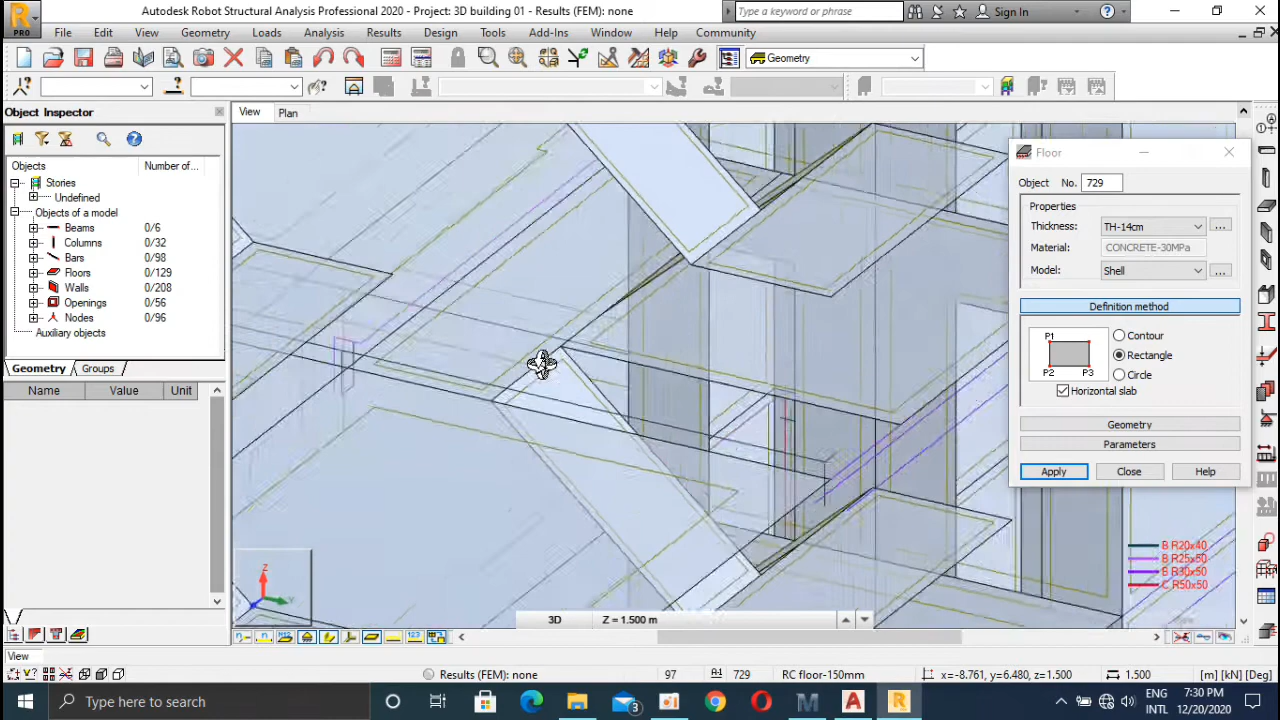 Autodesk Robot Structural Analysis Professional 2020 - Project: 3D building 01 - Results (FEM): none
Type a keyword or phrase
Sign In
PRO
File Edit View Geometry Loads Analysis Results Design Tools Add-Ins Window Help Community
Geometry
Object Inspector
View Plan
Objects Number of...
Stories
Undefined
Objects of a model
Beams 0/6
Columns 0/32
Bars 0/98
Floors 0/129
Walls 0/208
Openings 0/56
Nodes 0/96
Auxiliary objects
Geometry Groups
Name Value Unit
Floor
Object No. 729
Properties
Thickness: TH-14cm ...
Material: CONCRETE-30MPa
Model: Shell ...
Definition method
P1
P2 P3
Contour
Rectangle
Circle
Horizontal slab
Geometry
Parameters
Apply Close Help
B R20x40
B R25x50
B R30x50
C R50x50
Z
Y
3D Z = 1.500 m
View
Results (FEM): none 97 729 RC floor-150mm x=-8.761, y=6.480, z=1.500 1.500 [m] [kN] [Deg]
Type here to search
3
ENG
INTL
7:30 PM
12/20/2020